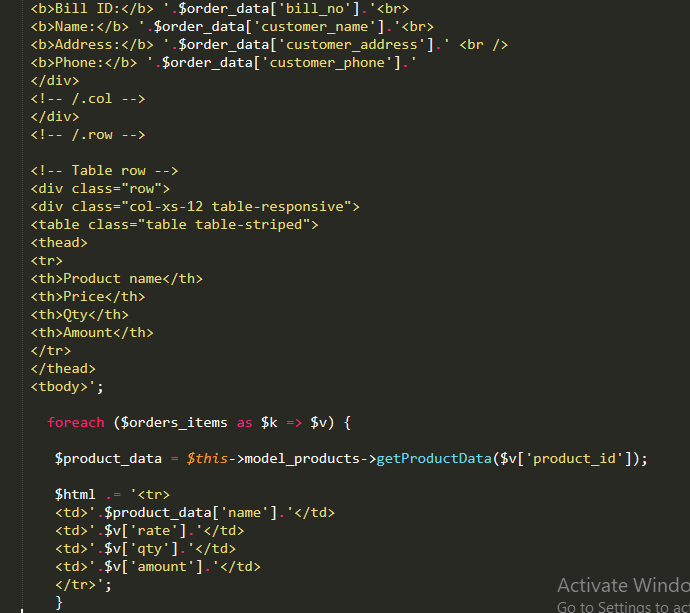 <b>Bill ID:</b> '.$order_data['bill_no'].'<br>
<b>Name:</b> '.$order_data['customer_name'].'<br>
<b>Address:</b> '.$order_data['customer_address'].' <br />
<b>Phone:</b> '.$order_data['customer_phone'].'
</div>
<!-- /.col -->
</div>
<!-- /.row -->

<!-- Table row -->
<div class="row">
<div class="col-xs-12 table-responsive">
<table class="table table-striped">
<thead>
<tr>
<th>Product name</th>
<th>Price</th>
<th>Qty</th>
<th>Amount</th>
</tr>
</thead>
<tbody>';

foreach ($orders_items as $k => $v) {

$product_data = $this->model_products->getProductData($v['product_id']);

$html .= '<tr>
<td>'.$product_data['name'].'</td>
<td>'.$v['rate'].'</td>
<td>'.$v['qty'].'</td>
<td>'.$v['amount'].'</td>
</tr>';
}
Activate Windo
Go to Settings to ac